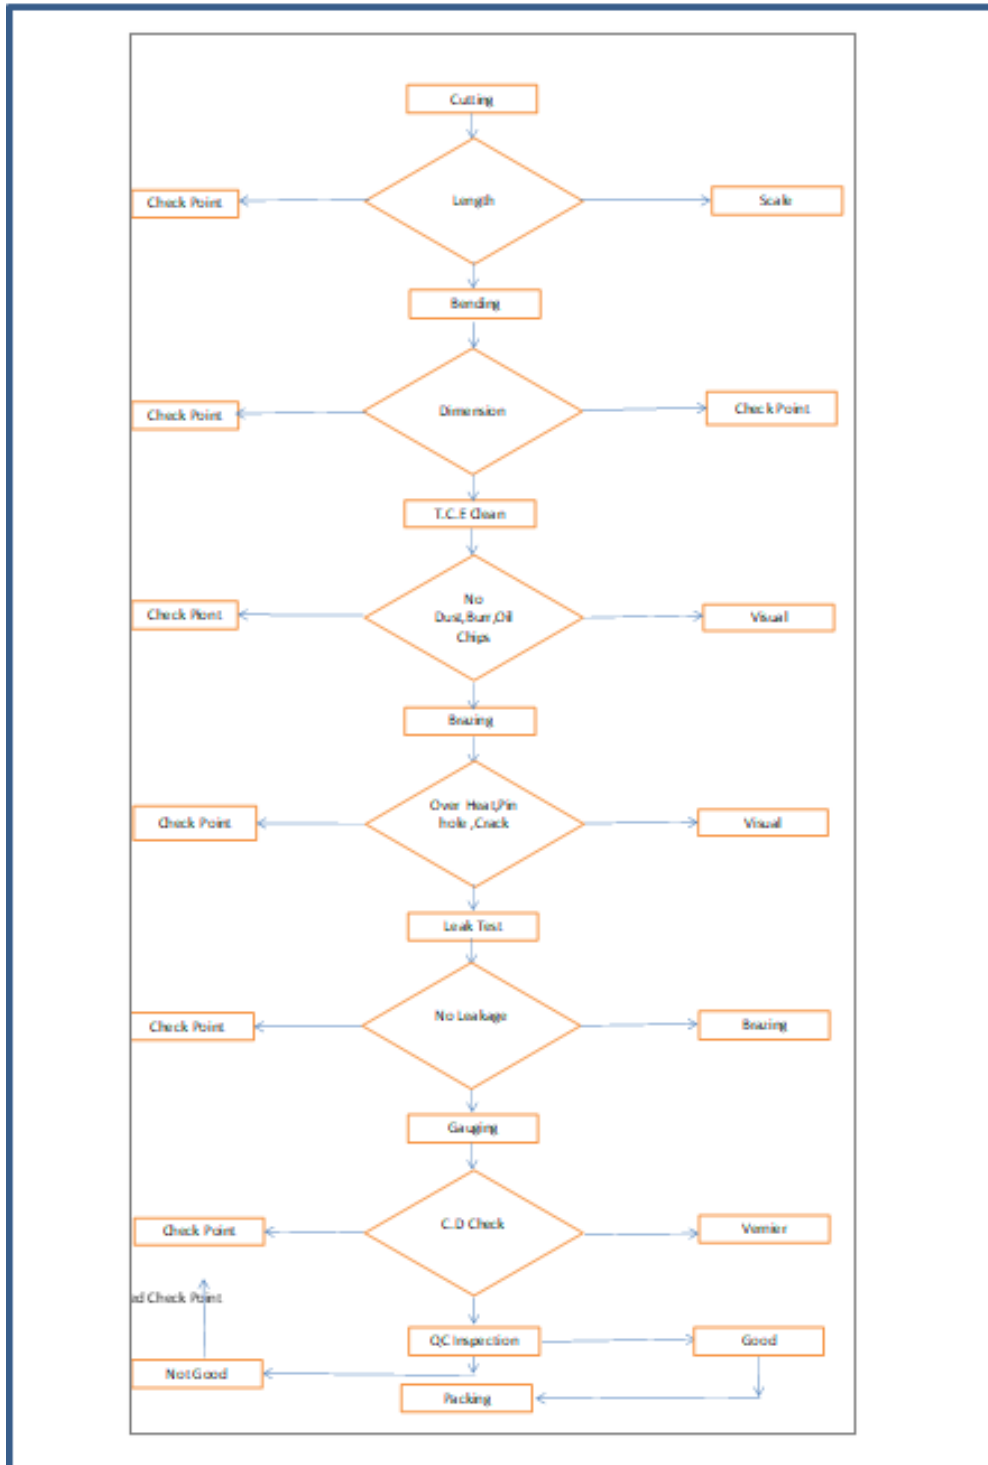 Cutting
Check Point
Length
Scale
Bending
Check Point
Dimension
Check Point
T.C.E Clean
Check Piont
No
Dust,Burr,Oil
Chips
Visual
Brazing
Check Point
Over Heat,Pin
hole ,Crack
Visual
Leak Test
Check Point
No Leakage
Brazing
Gauging
Check Point
C.D Check
Vernier
ed Check Point
QC Inspection
Good
Not Good
Packing